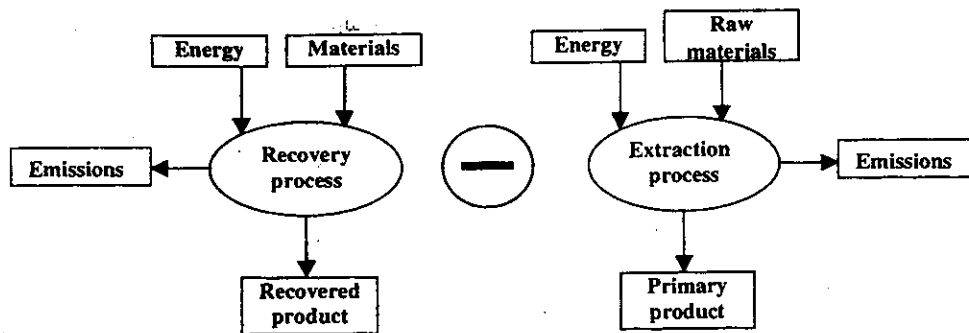 Energy
Materials
Energy
Raw
materials
Emissions
Recovery
process
Extraction
process
Emissions
Recovered
product
Primary
product